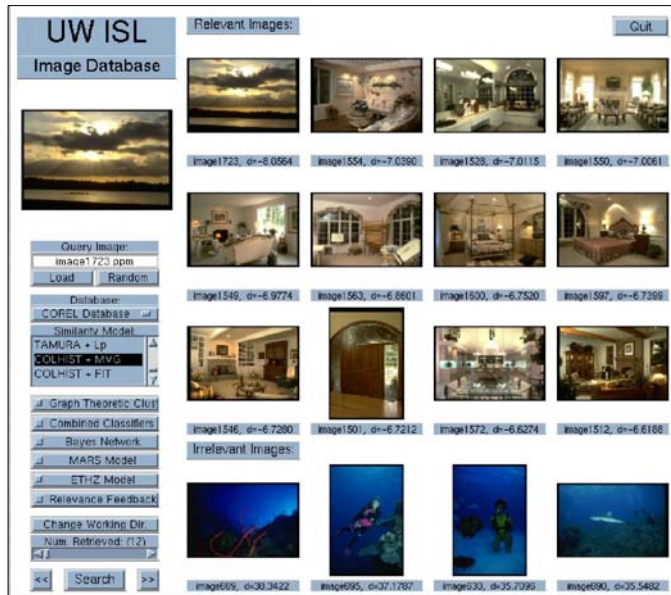 UW ISL
Image Database
Relevant Images:
Quit
image1723, d=-8.0564
image1554, d=-7.0390
image1528, d=-7.0115
image1550, d=-7.0061
Query Image:
image1723.ppm
Load
Random
image1549, d=-6.9774
image1563, d=-6.8601
image1600, d=-6.7520
image1597, d=-6.7399
Database:
COREL Database
Similarity Model:
TAMURA + Lp
COLHIST + MVG
COLHIST + FIT
image1546, d=-6.7280
image1501, d=-6.7212
image1572, d=-6.6274
image1512, d=-6.6188
Graph Theoretic Clust
Combined Classifiers
Bayes Network
MARS Model
ETHZ Model
Relevance Feedback
Irrelevant Images:
Change Working Dir.
Num. Retrieved: (12)
<<
Search
>>
image689, d=38.3422
image695, d=37.1787
image630, d=35.7096
image690, d=35.5482